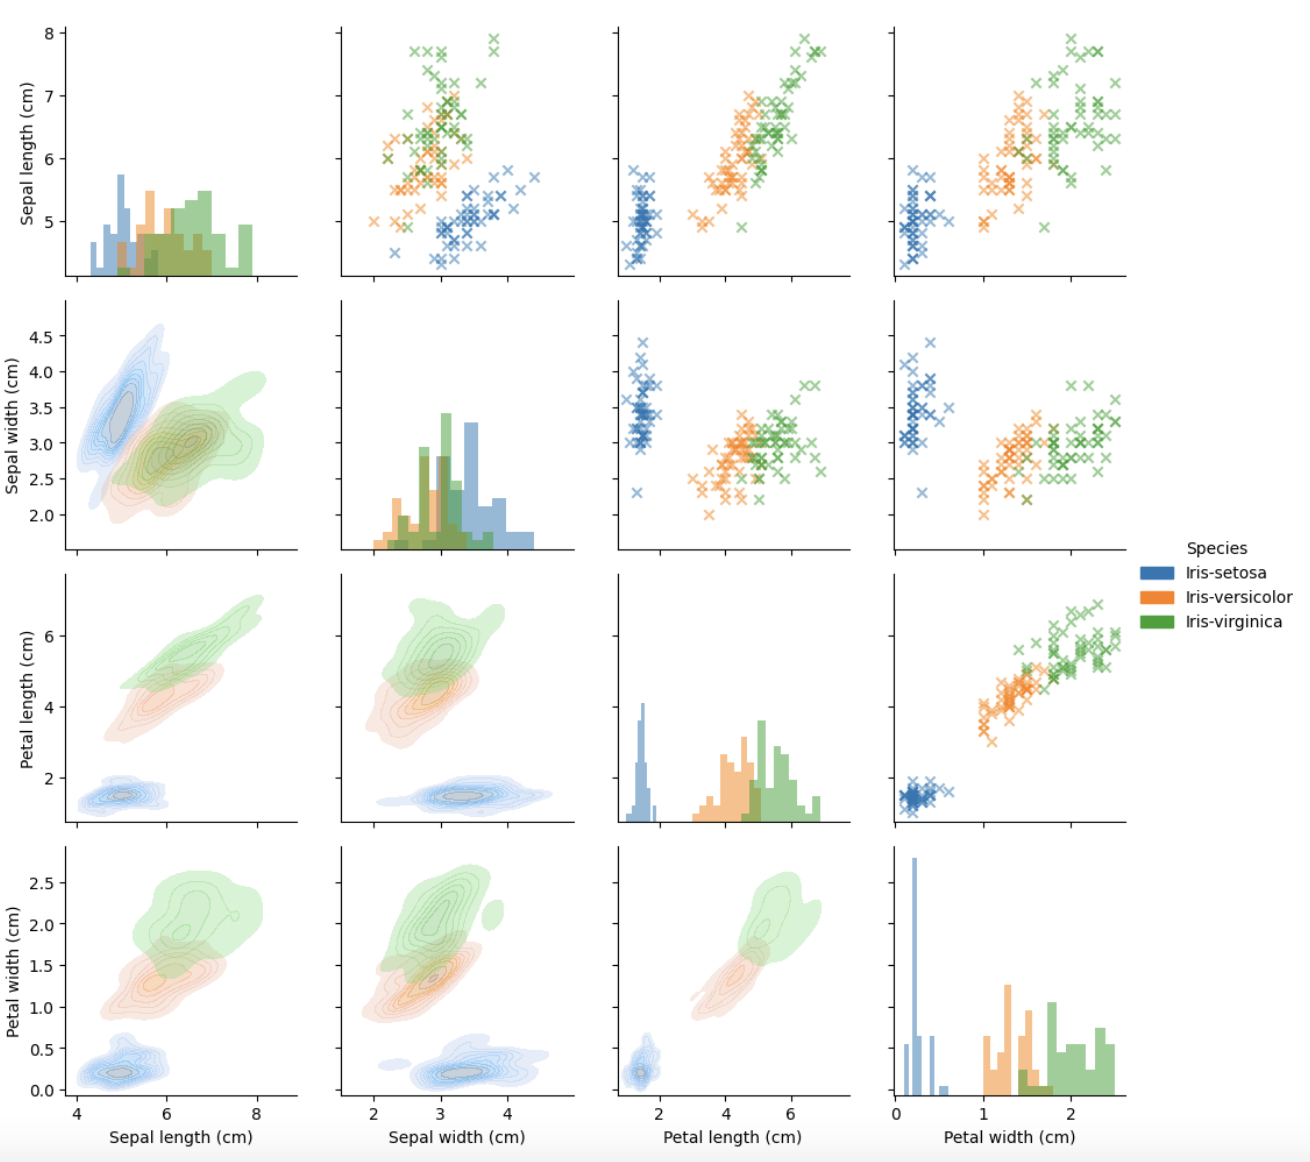 8
7
6
5
Sepal length (cm)
4.5
4.0
3.5
3.0
2.5
2.0
Sepal width (cm)
Species
Iris-setosa
Iris-versicolor
Iris-virginica
6
4
2
Petal length (cm)
2.5
2.0
1.5
1.0
0.5
0.0
Petal width (cm)
4 6 8
2 3 4
2 4 6
0 1 2
Sepal length (cm)
Sepal width (cm)
Petal length (cm)
Petal width (cm)